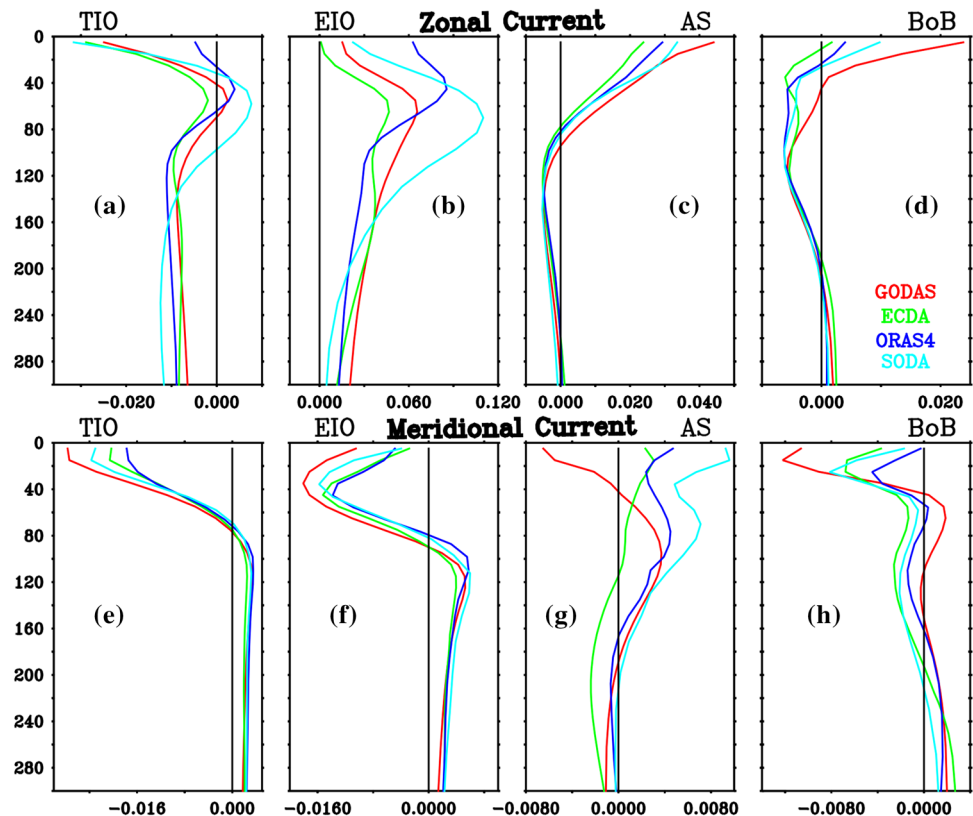 TIO EIO Zonal Current AS BoB
0
40
80
120
160
200
240
280
(a) (b) (c) (d)
GODAS
ECDA
ORAS4
SODA
-0.020 0.000 0.000 0.060 0.120 0.000 0.020 0.040 0.000 0.020
TIO EIO Meridional Current AS BoB
0
40
80
120
160
200
240
280
(e) (f) (g) (h)
-0.016 0.000 -0.0160 0.0000 -0.0080 0.0000 0.0080 -0.0080 0.0000